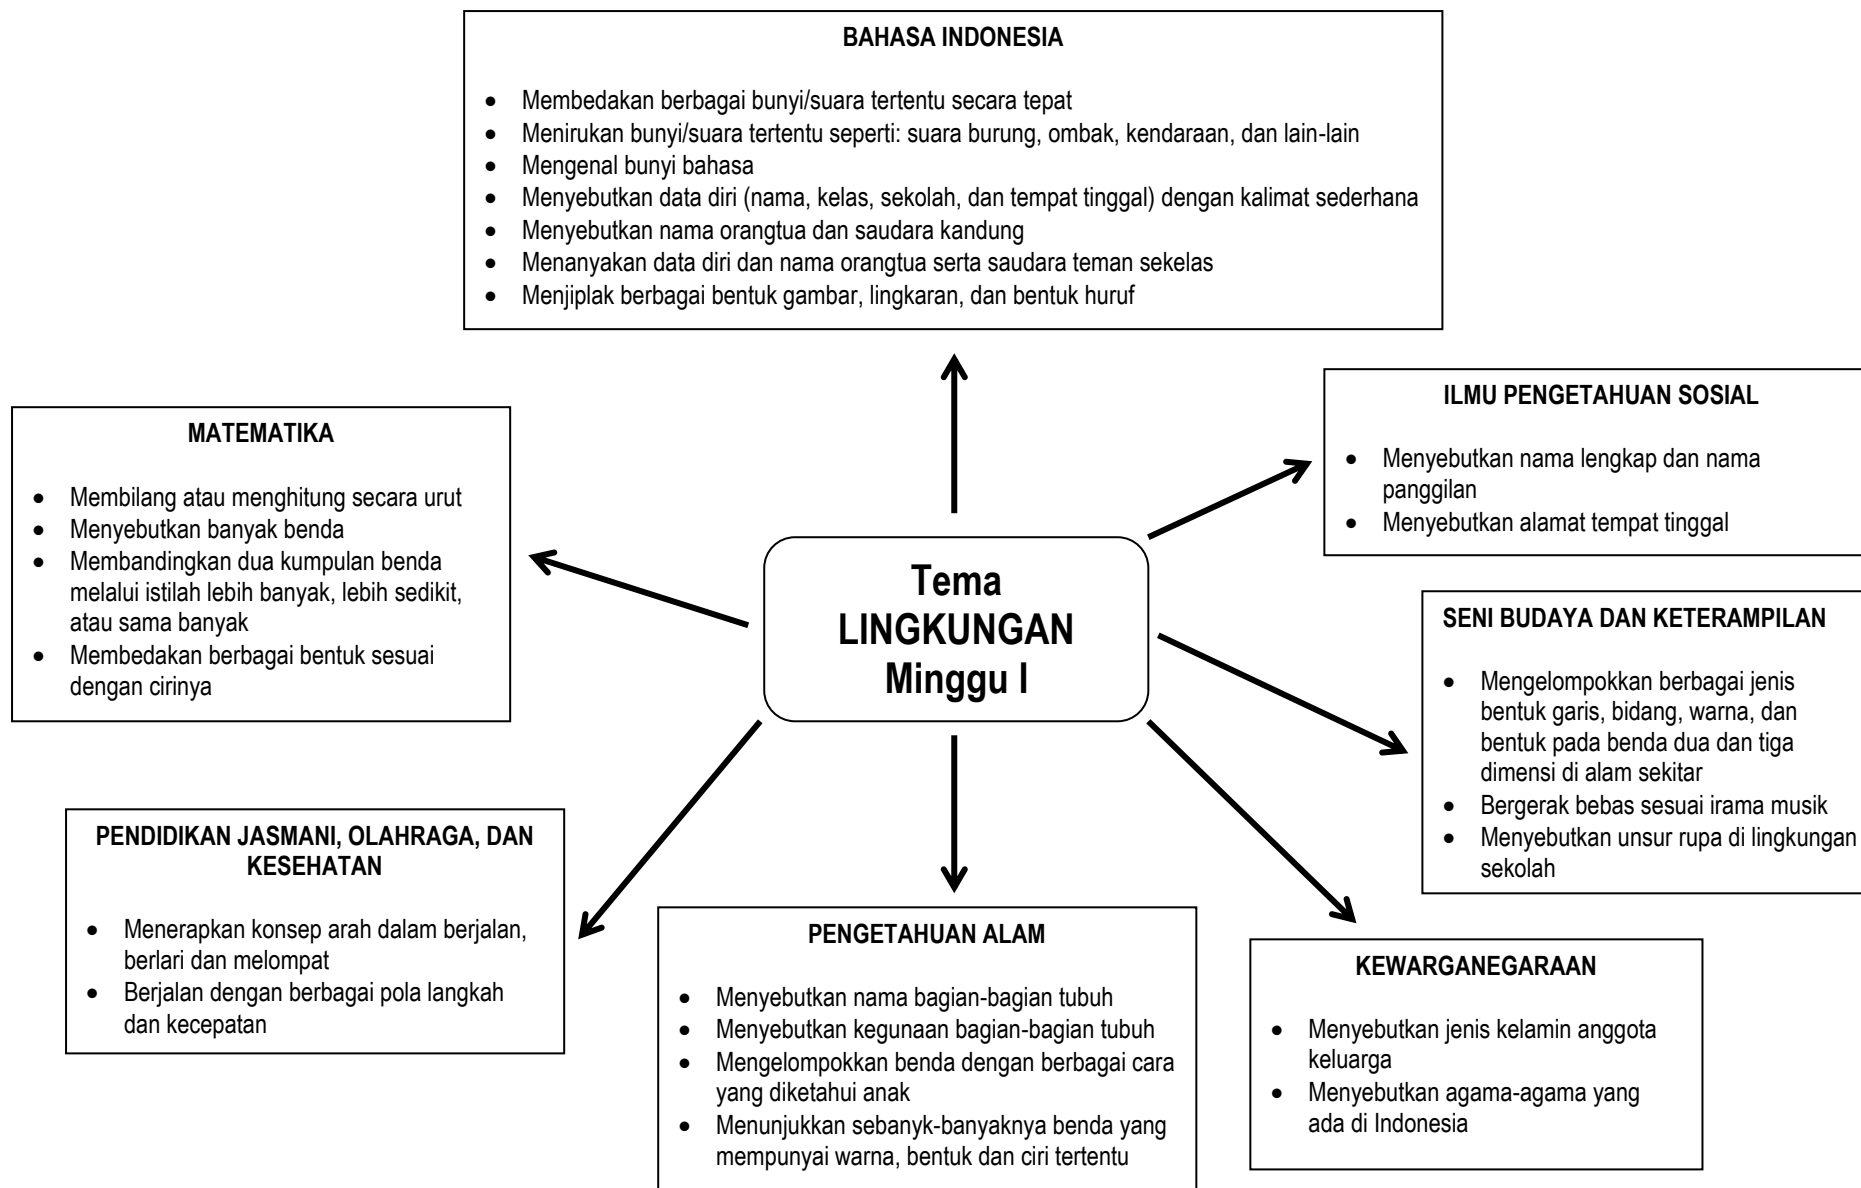 BAHASA INDONESIA
• Membedakan berbagai bunyi/suara tertentu secara tepat
• Menirukan bunyi/suara tertentu seperti: suara burung, ombak, kendaraan, dan lain-lain
• Mengenal bunyi bahasa
• Menyebutkan data diri (nama, kelas, sekolah, dan tempat tinggal) dengan kalimat sederhana
• Menyebutkan nama orangtua dan saudara kandung
• Menanyakan data diri dan nama orangtua serta saudara teman sekelas
• Menjiplak berbagai bentuk gambar, lingkaran, dan bentuk huruf
MATEMATIKA
• Membilang atau menghitung secara urut
• Menyebutkan banyak benda
• Membandingkan dua kumpulan benda
melalui istilah lebih banyak, lebih sedikit,
atau sama banyak
• Membedakan berbagai bentuk sesuai
dengan cirinya
Tema
LINGKUNGAN
Minggu I
ILMU PENGETAHUAN SOSIAL
• Menyebutkan nama lengkap dan nama
panggilan
• Menyebutkan alamat tempat tinggal
SENI BUDAYA DAN KETERAMPILAN
• Mengelompokkan berbagai jenis
bentuk garis, bidang, warna, dan
bentuk pada benda dua dan tiga
dimensi di alam sekitar
• Bergerak bebas sesuai irama musik
• Menyebutkan unsur rupa di lingkungan
sekolah
PENDIDIKAN JASMANI, OLAHRAGA, DAN
KESEHATAN
• Menerapkan konsep arah dalam berjalan,
berlari dan melompat
• Berjalan dengan berbagai pola langkah
dan kecepatan
PENGETAHUAN ALAM
• Menyebutkan nama bagian-bagian tubuh
• Menyebutkan kegunaan bagian-bagian tubuh
• Mengelompokkan benda dengan berbagai cara
yang diketahui anak
• Menunjukkan sebanyk-banyaknya benda yang
mempunyai warna, bentuk dan ciri tertentu
KEWARGANEGARAAN
• Menyebutkan jenis kelamin anggota
keluarga
• Menyebutkan agama-agama yang
ada di Indonesia